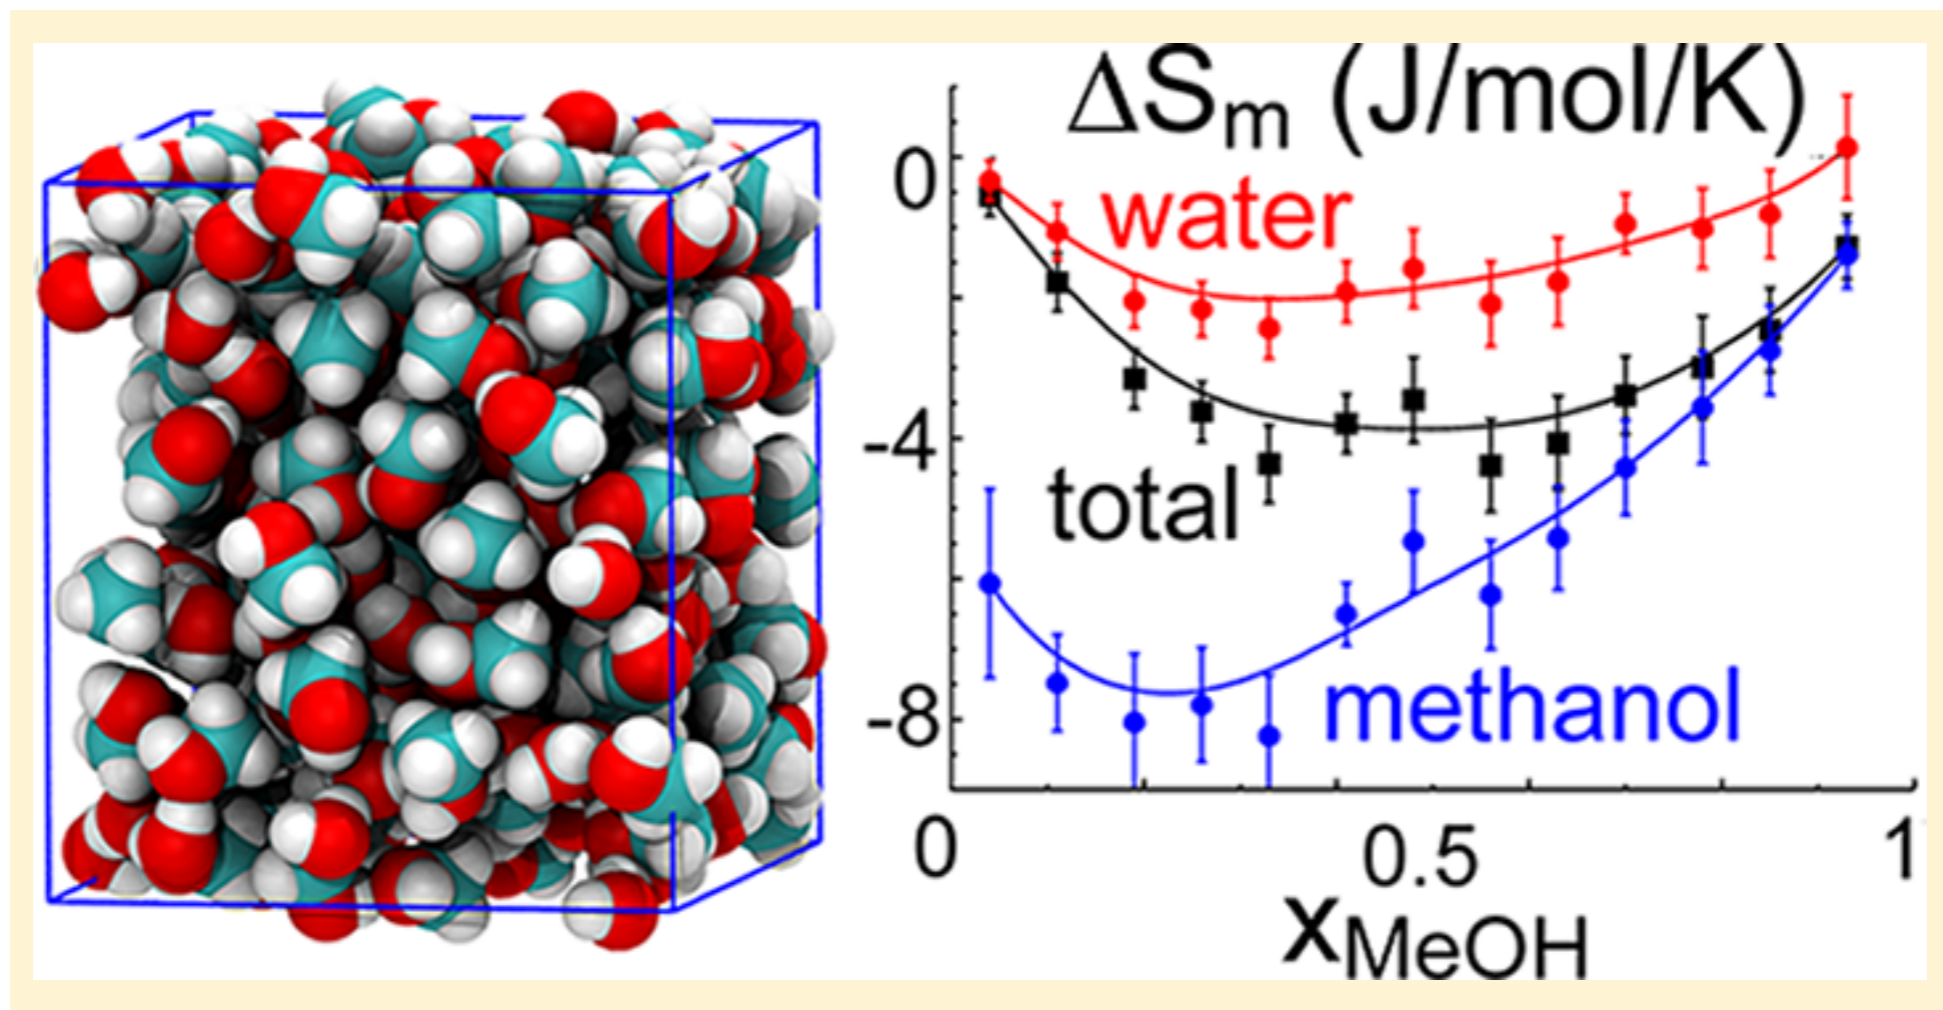 ΔSm (J/mol/K)
0
water
-4
total
-8
methanol
0
0.5
1
xMeOH